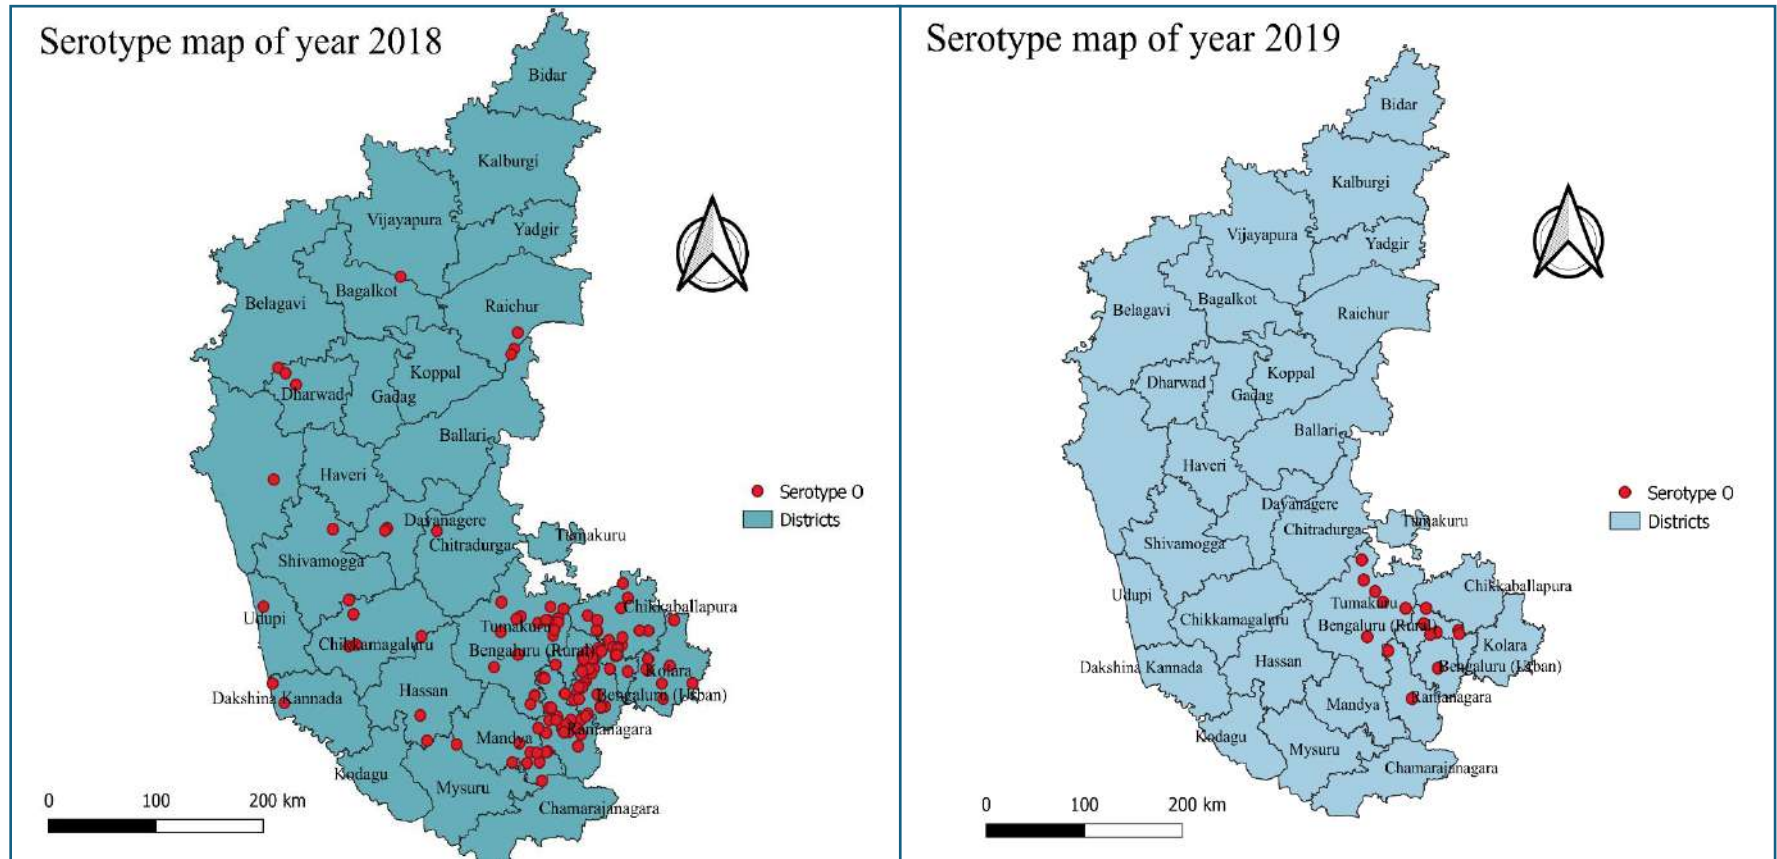 Serotype map of year 2018
Bidar
Kalburgi
Vijayapura
Yadgir
Bagalkot
Belagavi
Raichur
Koppal
Dharwad
Gadag
Ballari
Haveri
Serotype O
Davanagere
Districts
Tumakuru
Chitradurga
Shivamogga
Chikkaballapura
Udupi
Tumakuru
Chikkamagaluru
Bengaluru (Rural)
Kolara
Hassan
Bengaluru (Urban)
Dakshina Kannada
Ramanagara
Mandya
Kodagu
Mysuru
Chamarajanagara
0 100 200 km
Serotype map of year 2019
Bidar
Kalburgi
Vijayapura
Yadgir
Bagalkot
Belagavi
Raichur
Koppal
Dharwad
Gadag
Ballari
Haveri
Serotype O
Davanagere
Districts
Tumakuru
Chitradurga
Shivamogga
Chikkaballapura
Udupi
Tumakuru
Chikkamagaluru
Bengaluru (Rural)
Kolara
Hassan
Bengaluru (Urban)
Dakshina Kannada
Ramanagara
Mandya
Kodagu
Mysuru
Chamarajanagara
0 100 200 km